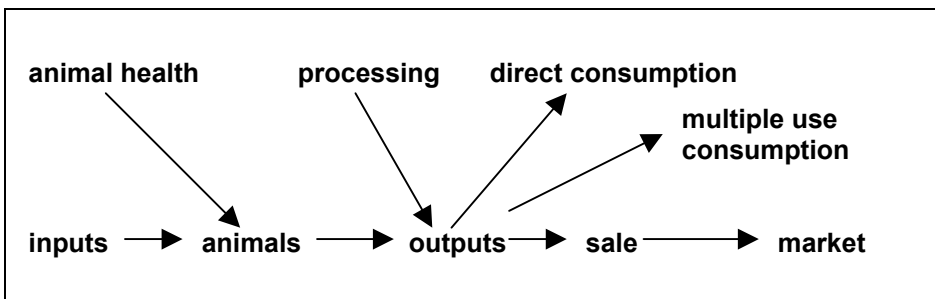 animal health processing direct consumption
multiple use
consumption
inputs animals outputs sale market